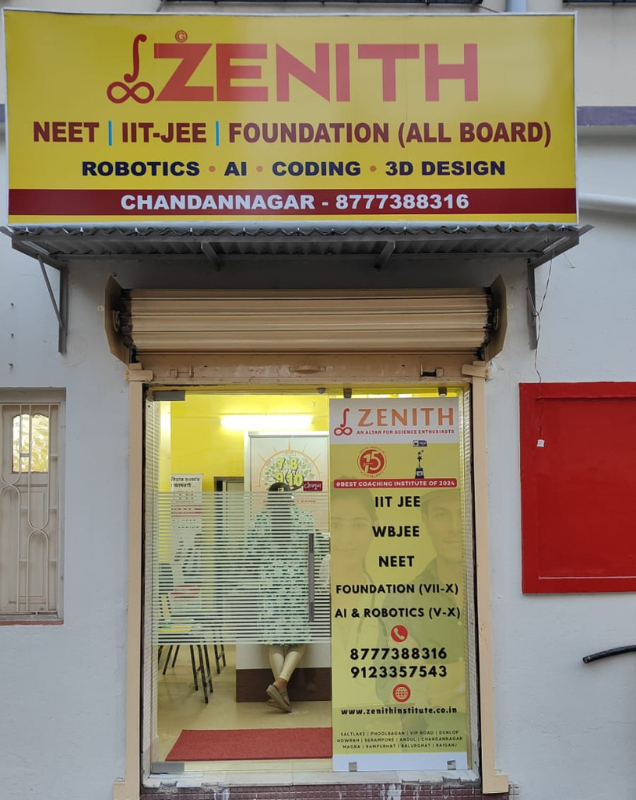 ZENITH
NEET | IIT-JEE | FOUNDATION (ALL BOARD)
ROBOTICS • AI • CODING • 3D DESIGN
CHANDANNAGAR - 8777388316
ZENITH
AN ALTAR FOR SCIENCE ENTHUSIASTS
15
#BEST COACHING INSTITUTE OF 2024
IIT JEE
WBJEE
NEET
FOUNDATION (VII-X)
AI & ROBOTICS (V-X)
8777388316
9123357543
www.zenithinstitute.co.in
SALTLAKE | PHOOLBAGAN | VIP ROAD | DUNLOP
HOWRAH | SERAMPORE | ANDUL | CHANDANNAGAR
MAGRA | RAMPURHAT | BALURGHAT | RAIGANJ